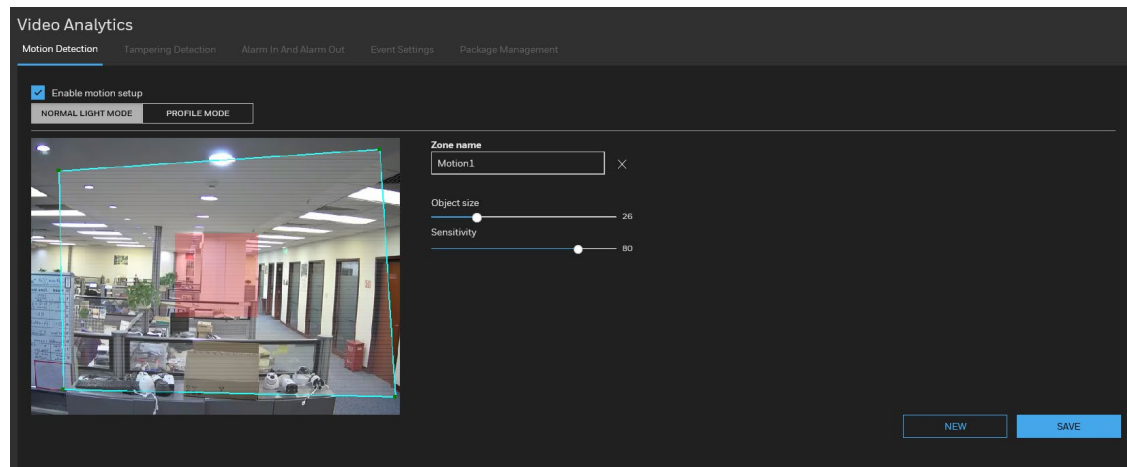 Video Analytics
Motion Detection Tampering Detection Alarm In And Alarm Out Event Settings Package Management
Enable motion setup
NORMAL LIGHT MODE PROFILE MODE
Zone name
Motion1
Object size
26
Sensitivity
80
NEW SAVE